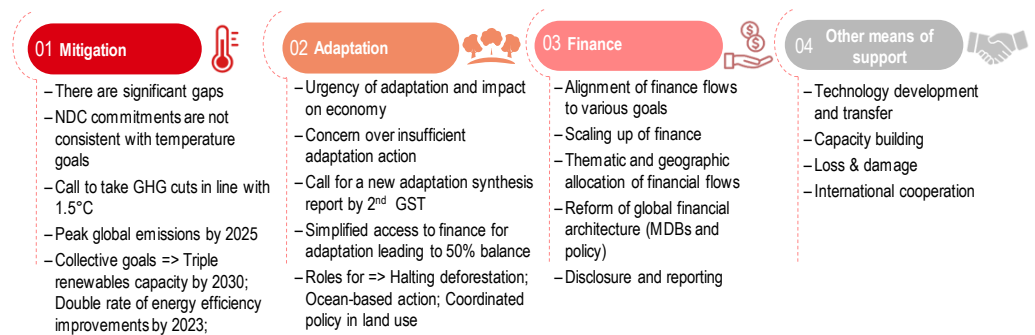 01 Mitigation
–There are significant gaps
–NDC commitments are not
consistent with temperature
goals
–Call to take GHG cuts in line with
1.5°C
–Peak global emissions by 2025
–Collective goals => Triple
renewables capacity by 2030;
Double rate of energy efficiency
improvements by 2023;
02 Adaptation
–Urgency of adaptation and impact
on economy
–Concern over insufficient
adaptation action
–Call for a new adaptation synthesis
report by 2nd GST
–Simplified access to finance for
adaptation leading to 50% balance
–Roles for => Halting deforestation;
Ocean-based action; Coordinated
policy in land use
03 Finance
–Alignment of finance flows
to various goals
–Scaling up of finance
–Thematic and geographic
allocation of financial flows
–Reform of global financial
architecture (MDBs and
policy)
–Disclosure and reporting
04 Other means of
support
–Technology development
and transfer
–Capacity building
–Loss & damage
–International cooperation